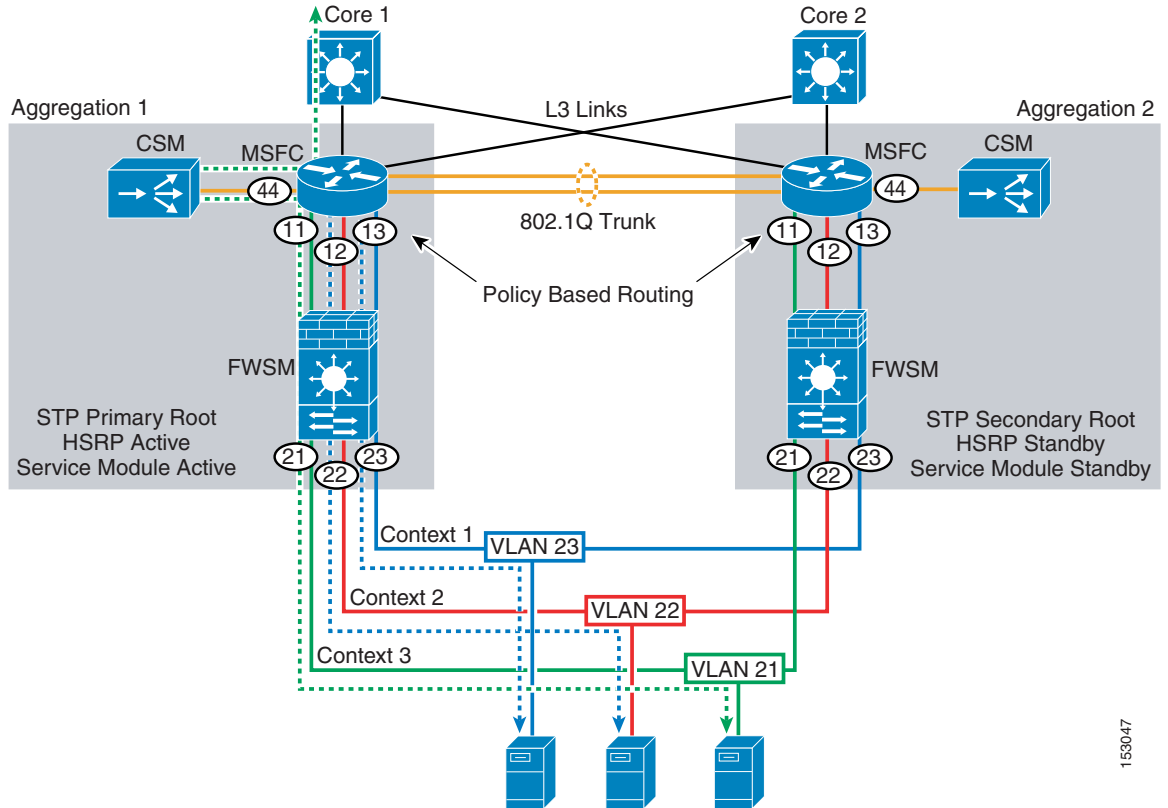 Core 1
Core 2
L3 Links
Aggregation 1
Aggregation 2
CSM
MSFC
MSFC
CSM
44
44
802.1Q Trunk
11
12
13
11
12
13
Policy Based Routing
FWSM
FWSM
STP Primary Root
HSRP Active
Service Module Active
STP Secondary Root
HSRP Standby
Service Module Standby
21
22
23
21
22
23
Context 1
VLAN 23
Context 2
VLAN 22
Context 3
VLAN 21
153047